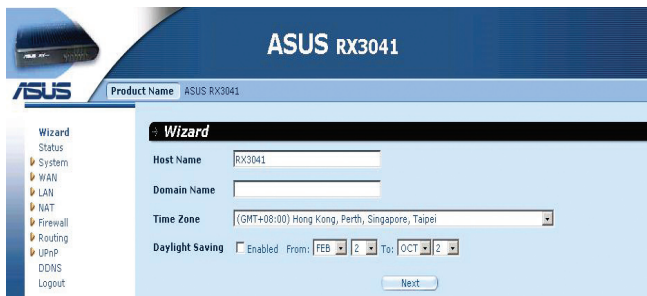 ASUS RX3041
ASUS
Product Name ASUS RX3041
Wizard
Status
System
WAN
LAN
NAT
Firewall
Routing
UPnP
DDNS
Logout
Wizard
Host Name RX3041
Domain Name
Time Zone (GMT+08:00) Hong Kong, Perth, Singapore, Taipei
Daylight Saving Enabled From: FEB 2 To: OCT 2
Next